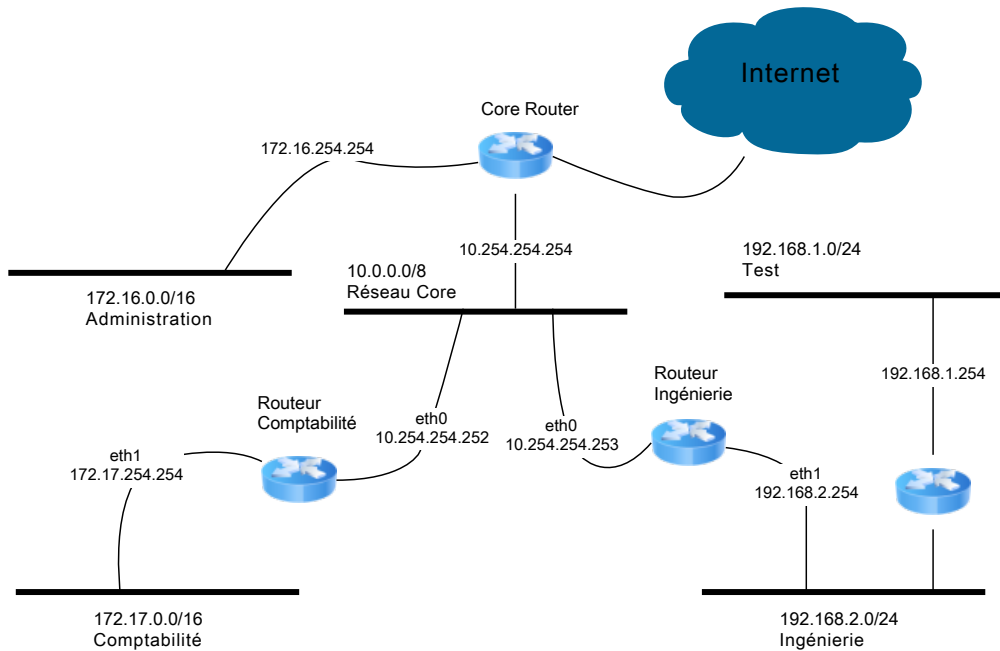 Internet
Core Router
172.16.254.254
10.254.254.254
192.168.1.0/24
Test
10.0.0.0/8
Réseau Core
172.16.0.0/16
Administration
192.168.1.254
Routeur
Ingénierie
Routeur
Comptabilité
eth0
10.254.254.252
eth0
10.254.254.253
eth1
172.17.254.254
eth1
192.168.2.254
172.17.0.0/16
Comptabilité
192.168.2.0/24
Ingénierie